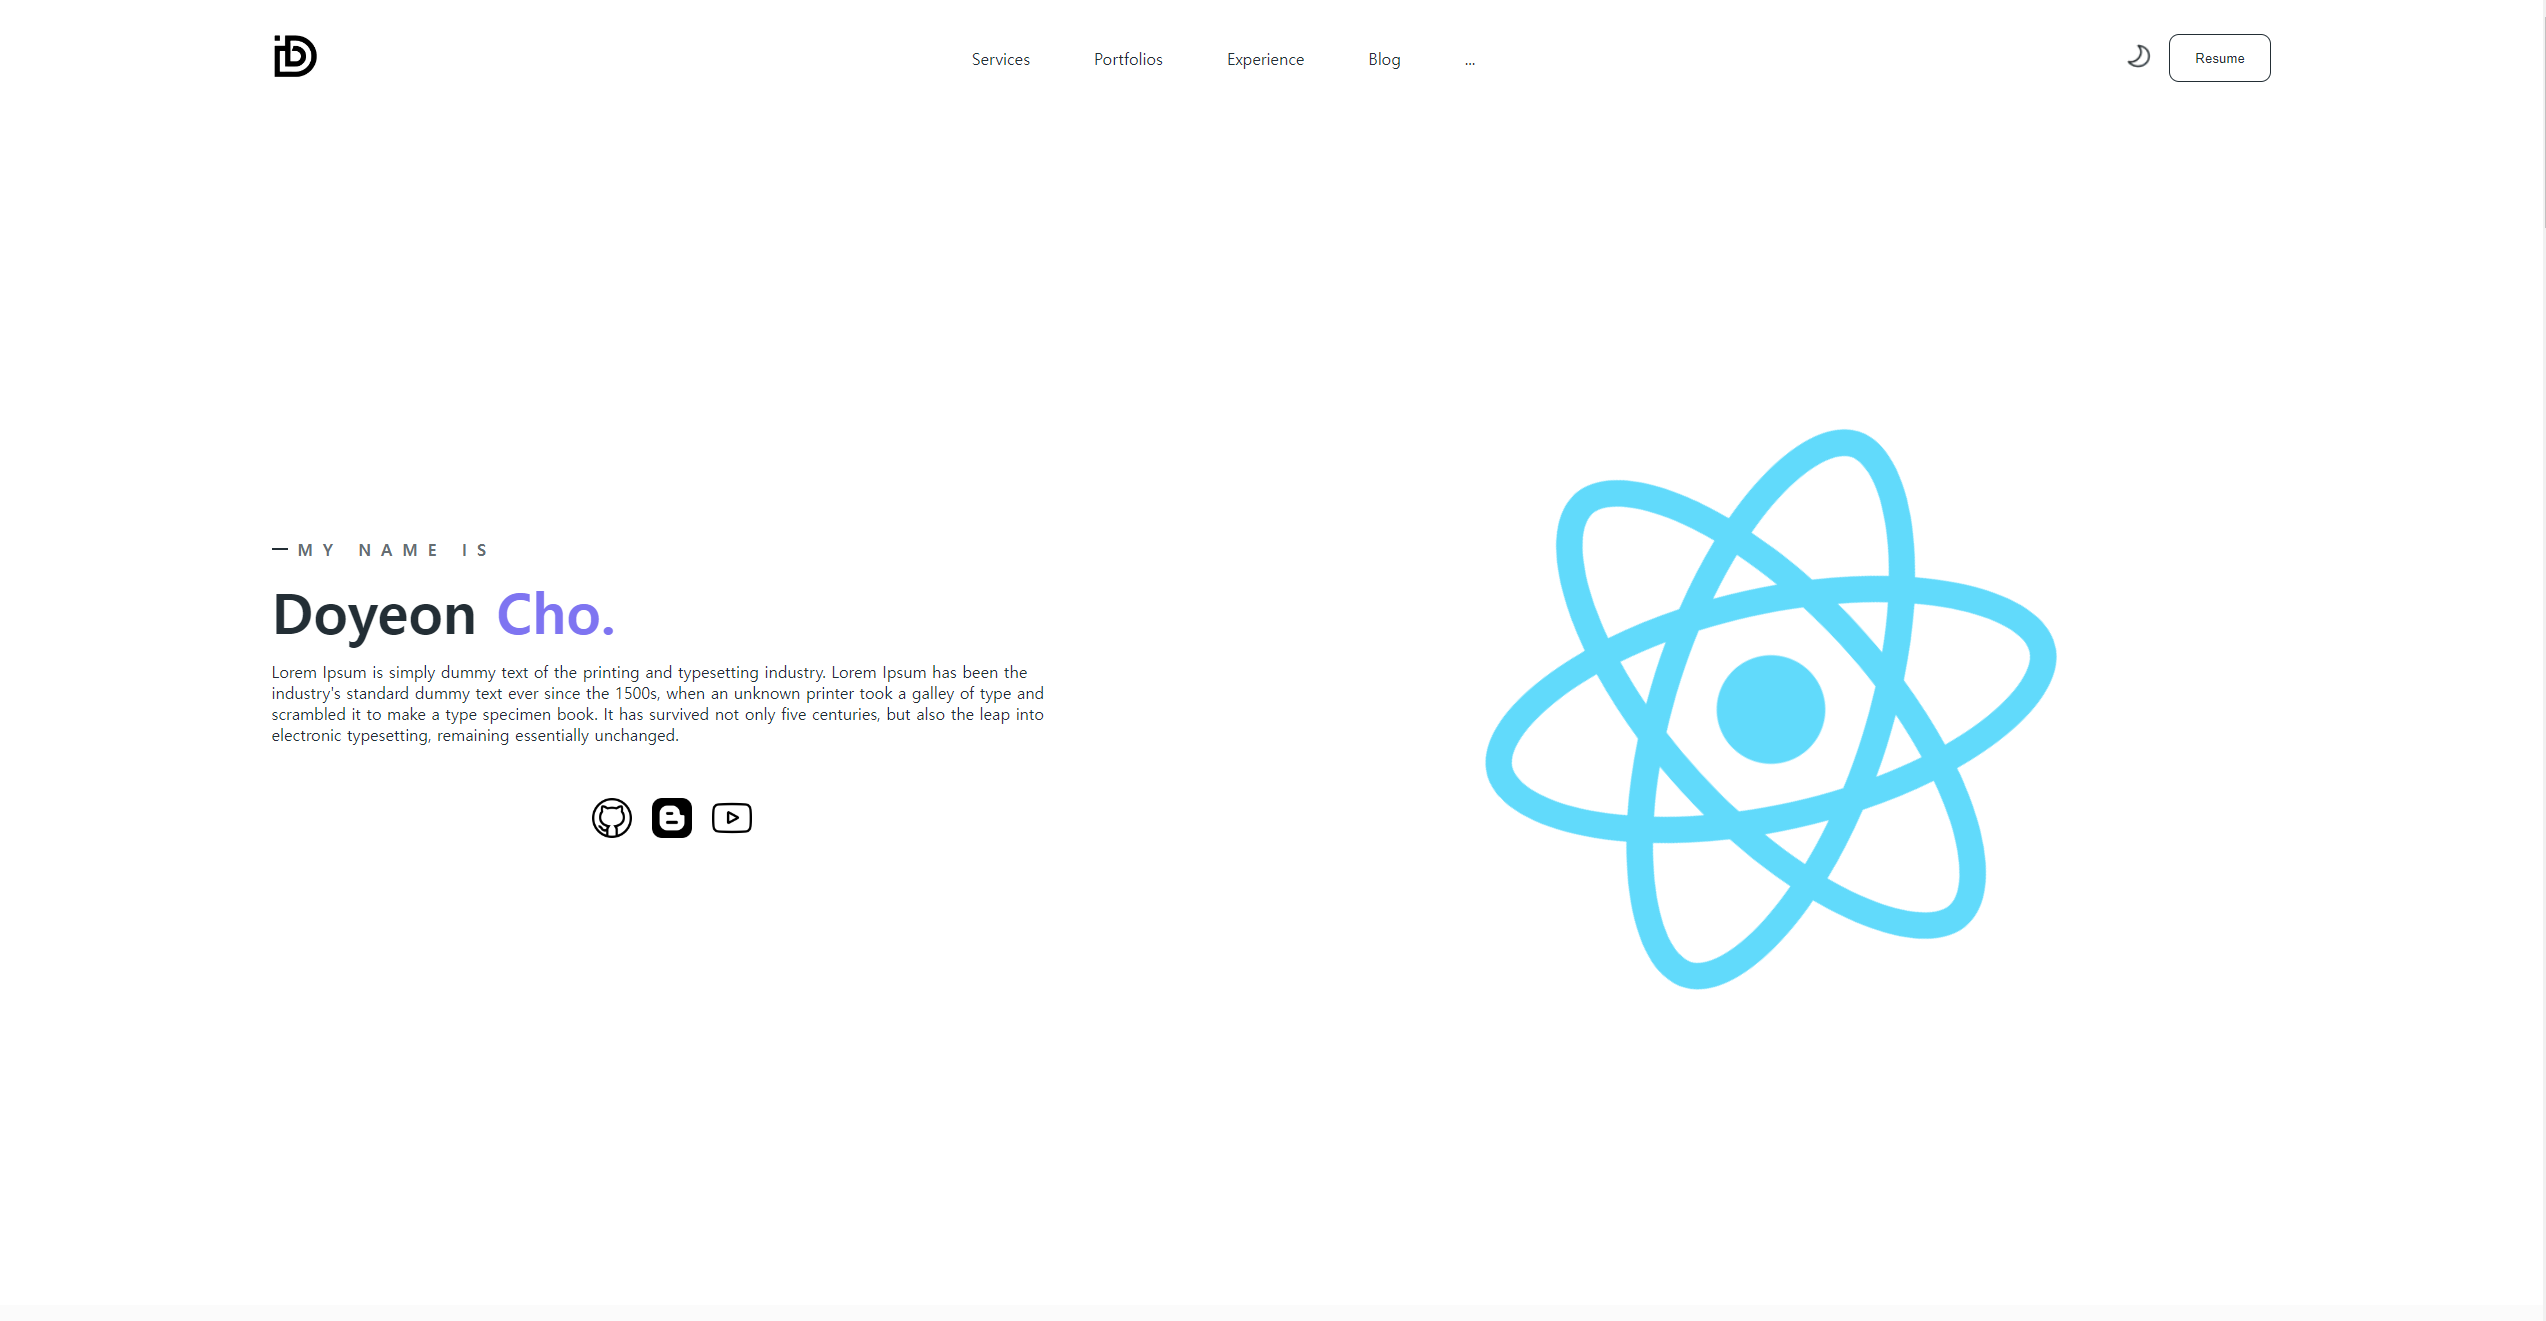 Services Portfolios Experience Blog ... Resume
MY NAME IS
Doyeon Cho.
Lorem Ipsum is simply dummy text of the printing and typesetting industry. Lorem Ipsum has been the
industry's standard dummy text ever since the 1500s, when an unknown printer took a galley of type and
scrambled it to make a type specimen book. It has survived not only five centuries, but also the leap into
electronic typesetting, remaining essentially unchanged.